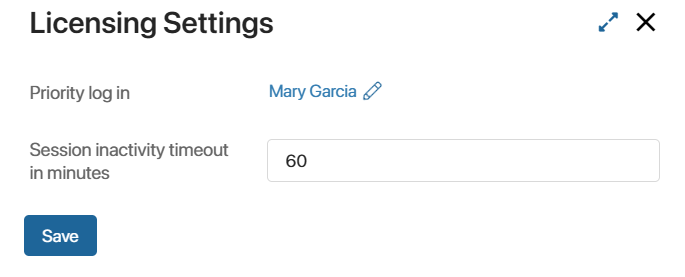 Licensing Settings
Priority log in
Mary Garcia
Session inactivity timeout
in minutes
60
Save